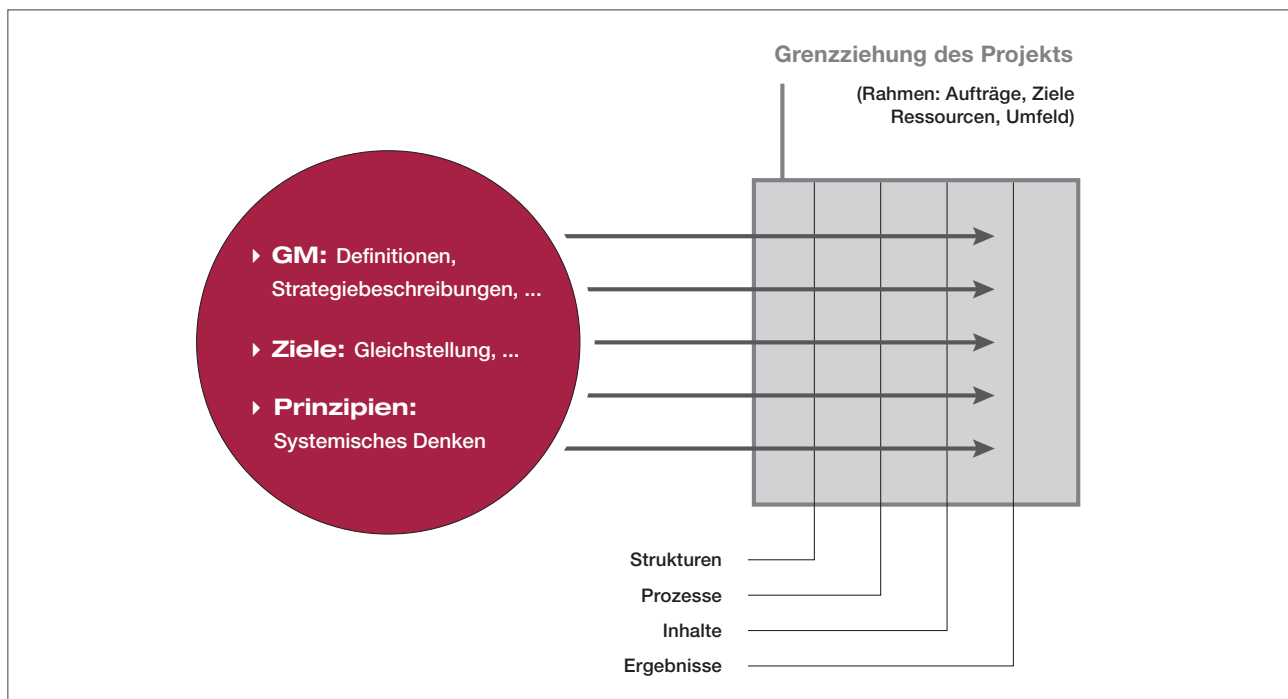 Grenzziehung des Projekts
(Rahmen: Aufträge, Ziele
Ressourcen, Umfeld)
GM: Definitionen,
Strategiebeschreibungen, ...
Ziele: Gleichstellung, ...
Prinzipien:
Systemisches Denken
Strukturen
Prozesse
Inhalte
Ergebnisse